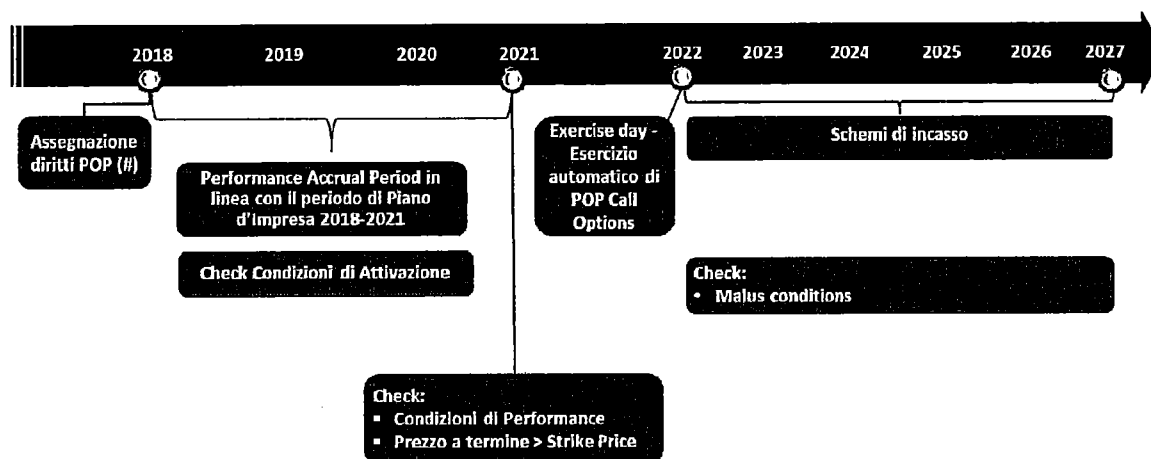 2018 2019 2020 2021 2022 2023 2024 2025 2026 2027
Assegnazione
diritti POP (#)
Performance Accrual Period in
linea con il periodo di Piano
d'Impresa 2018-2021
Check Condizioni di Attivazione
Check:
▪ Condizioni di Performance
▪ Prezzo a termine > Strike Price
Exercise day -
Esercizio
automatico di
POP Call
Options
Schemi di incasso
Check:
• Malus conditions